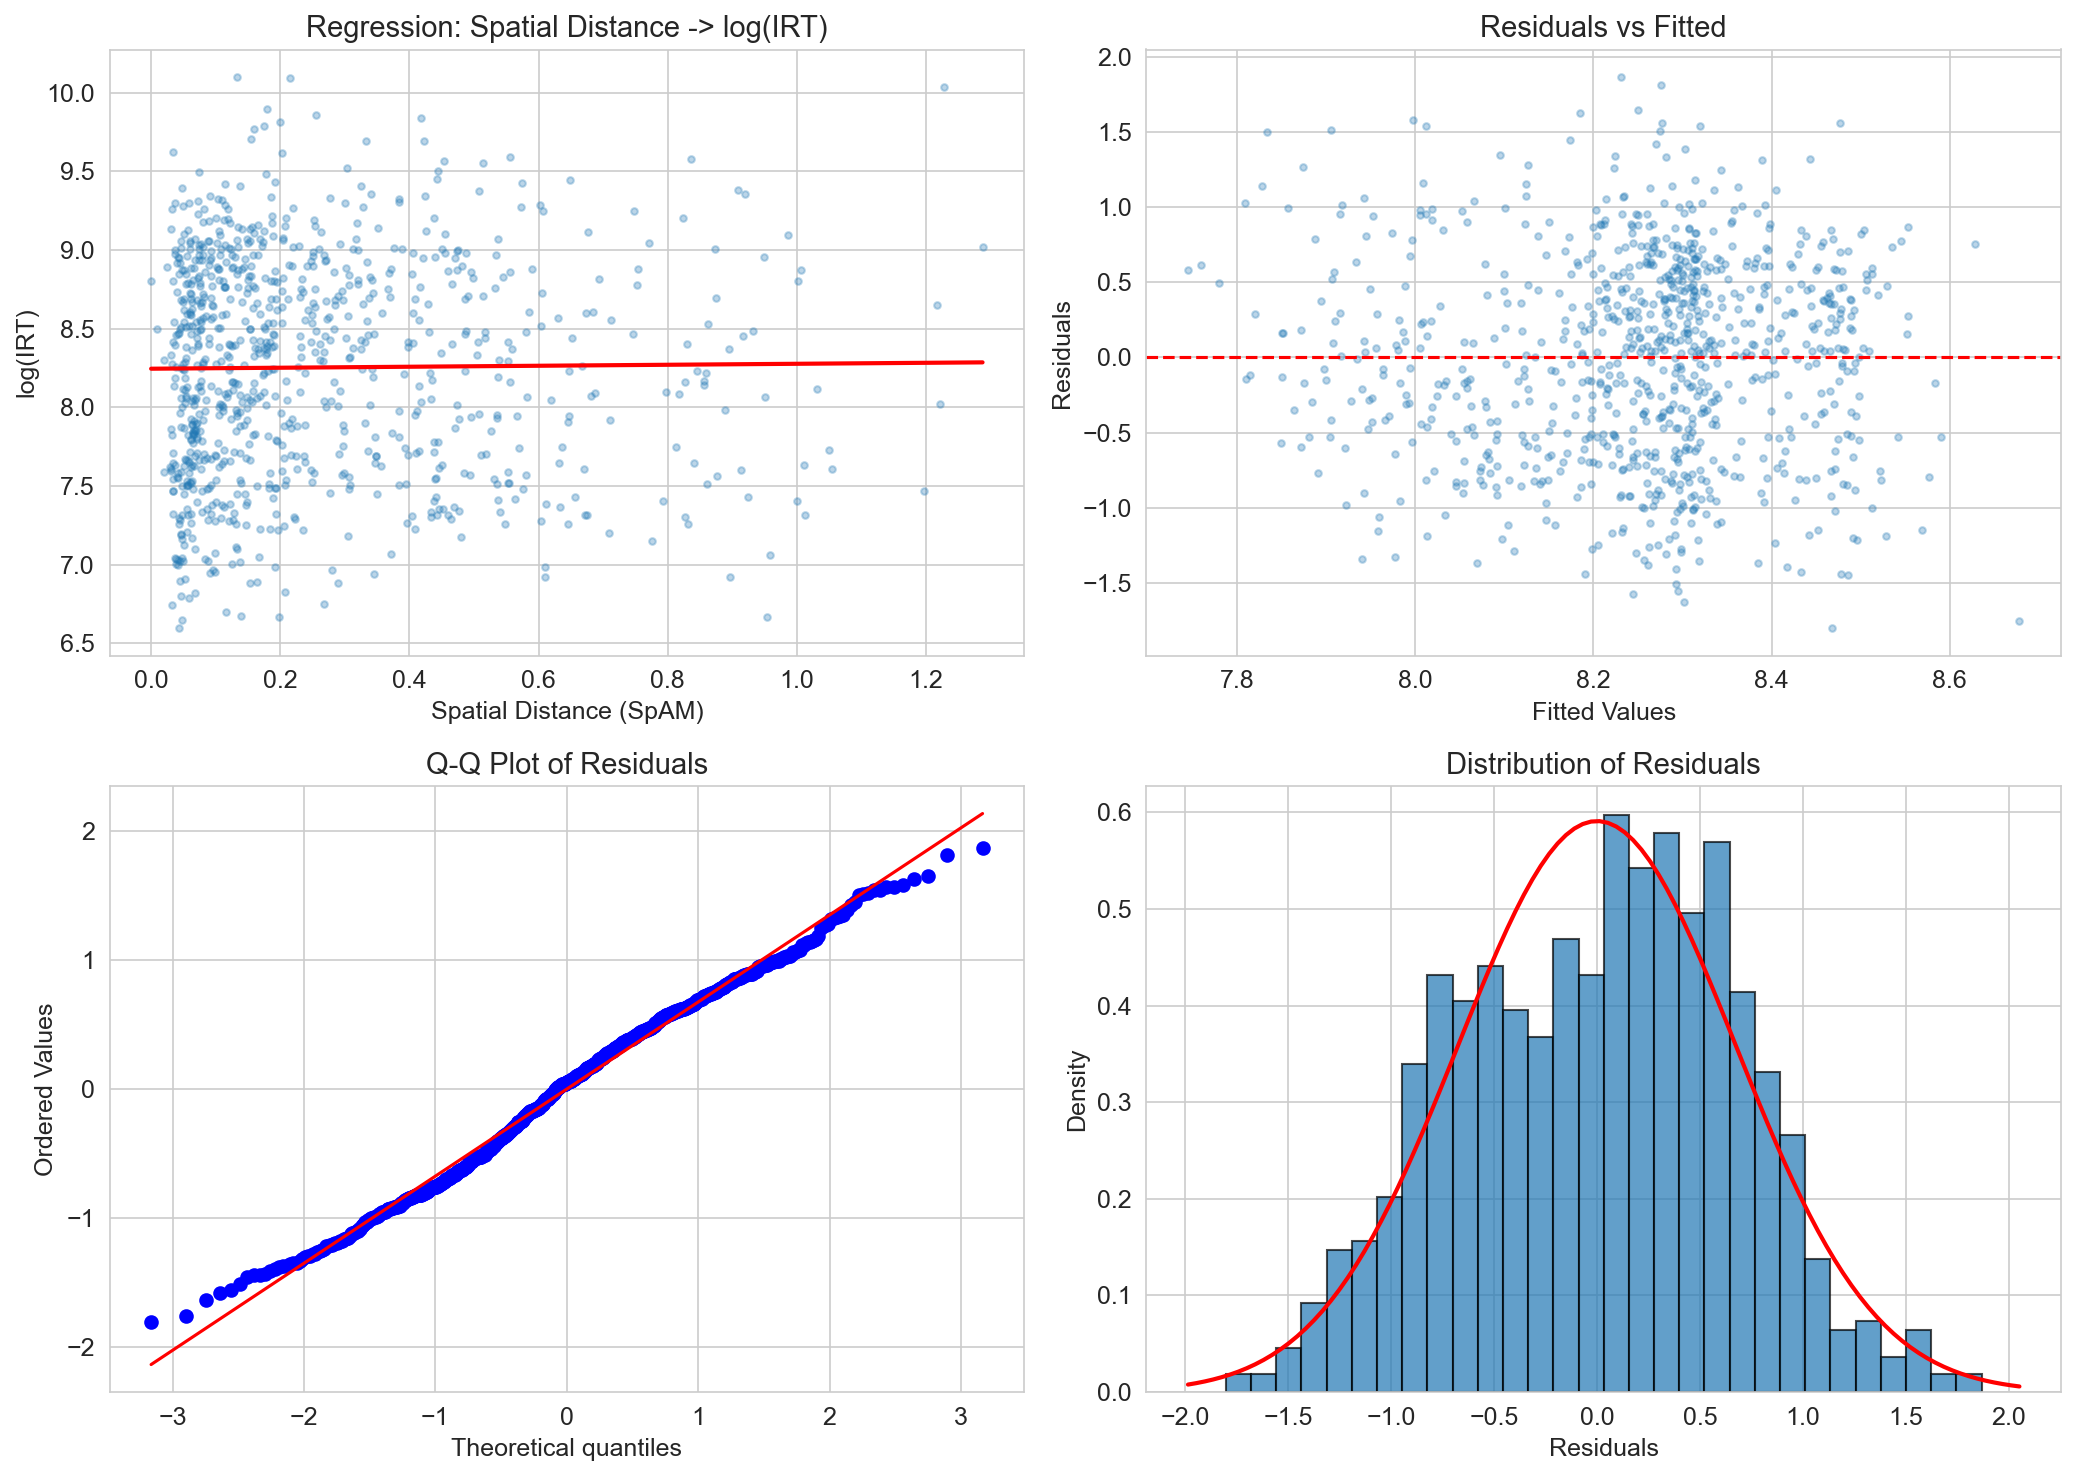 Regression: Spatial Distance -> log(IRT)
log(IRT)
10.0
9.5
9.0
8.5
8.0
7.5
7.0
6.5
0.0 0.2 0.4 0.6 0.8 1.0 1.2
Spatial Distance (SpAM)
Residuals vs Fitted
Residuals
2.0
1.5
1.0
0.5
0.0
−0.5
−1.0
−1.5
7.8 8.0 8.2 8.4 8.6
Fitted Values
Q-Q Plot of Residuals
Ordered Values
2
1
0
−1
−2
−3 −2 −1 0 1 2 3
Theoretical quantiles
Distribution of Residuals
Density
0.6
0.5
0.4
0.3
0.2
0.1
0.0
−2.0 −1.5 −1.0 −0.5 0.0 0.5 1.0 1.5 2.0
Residuals